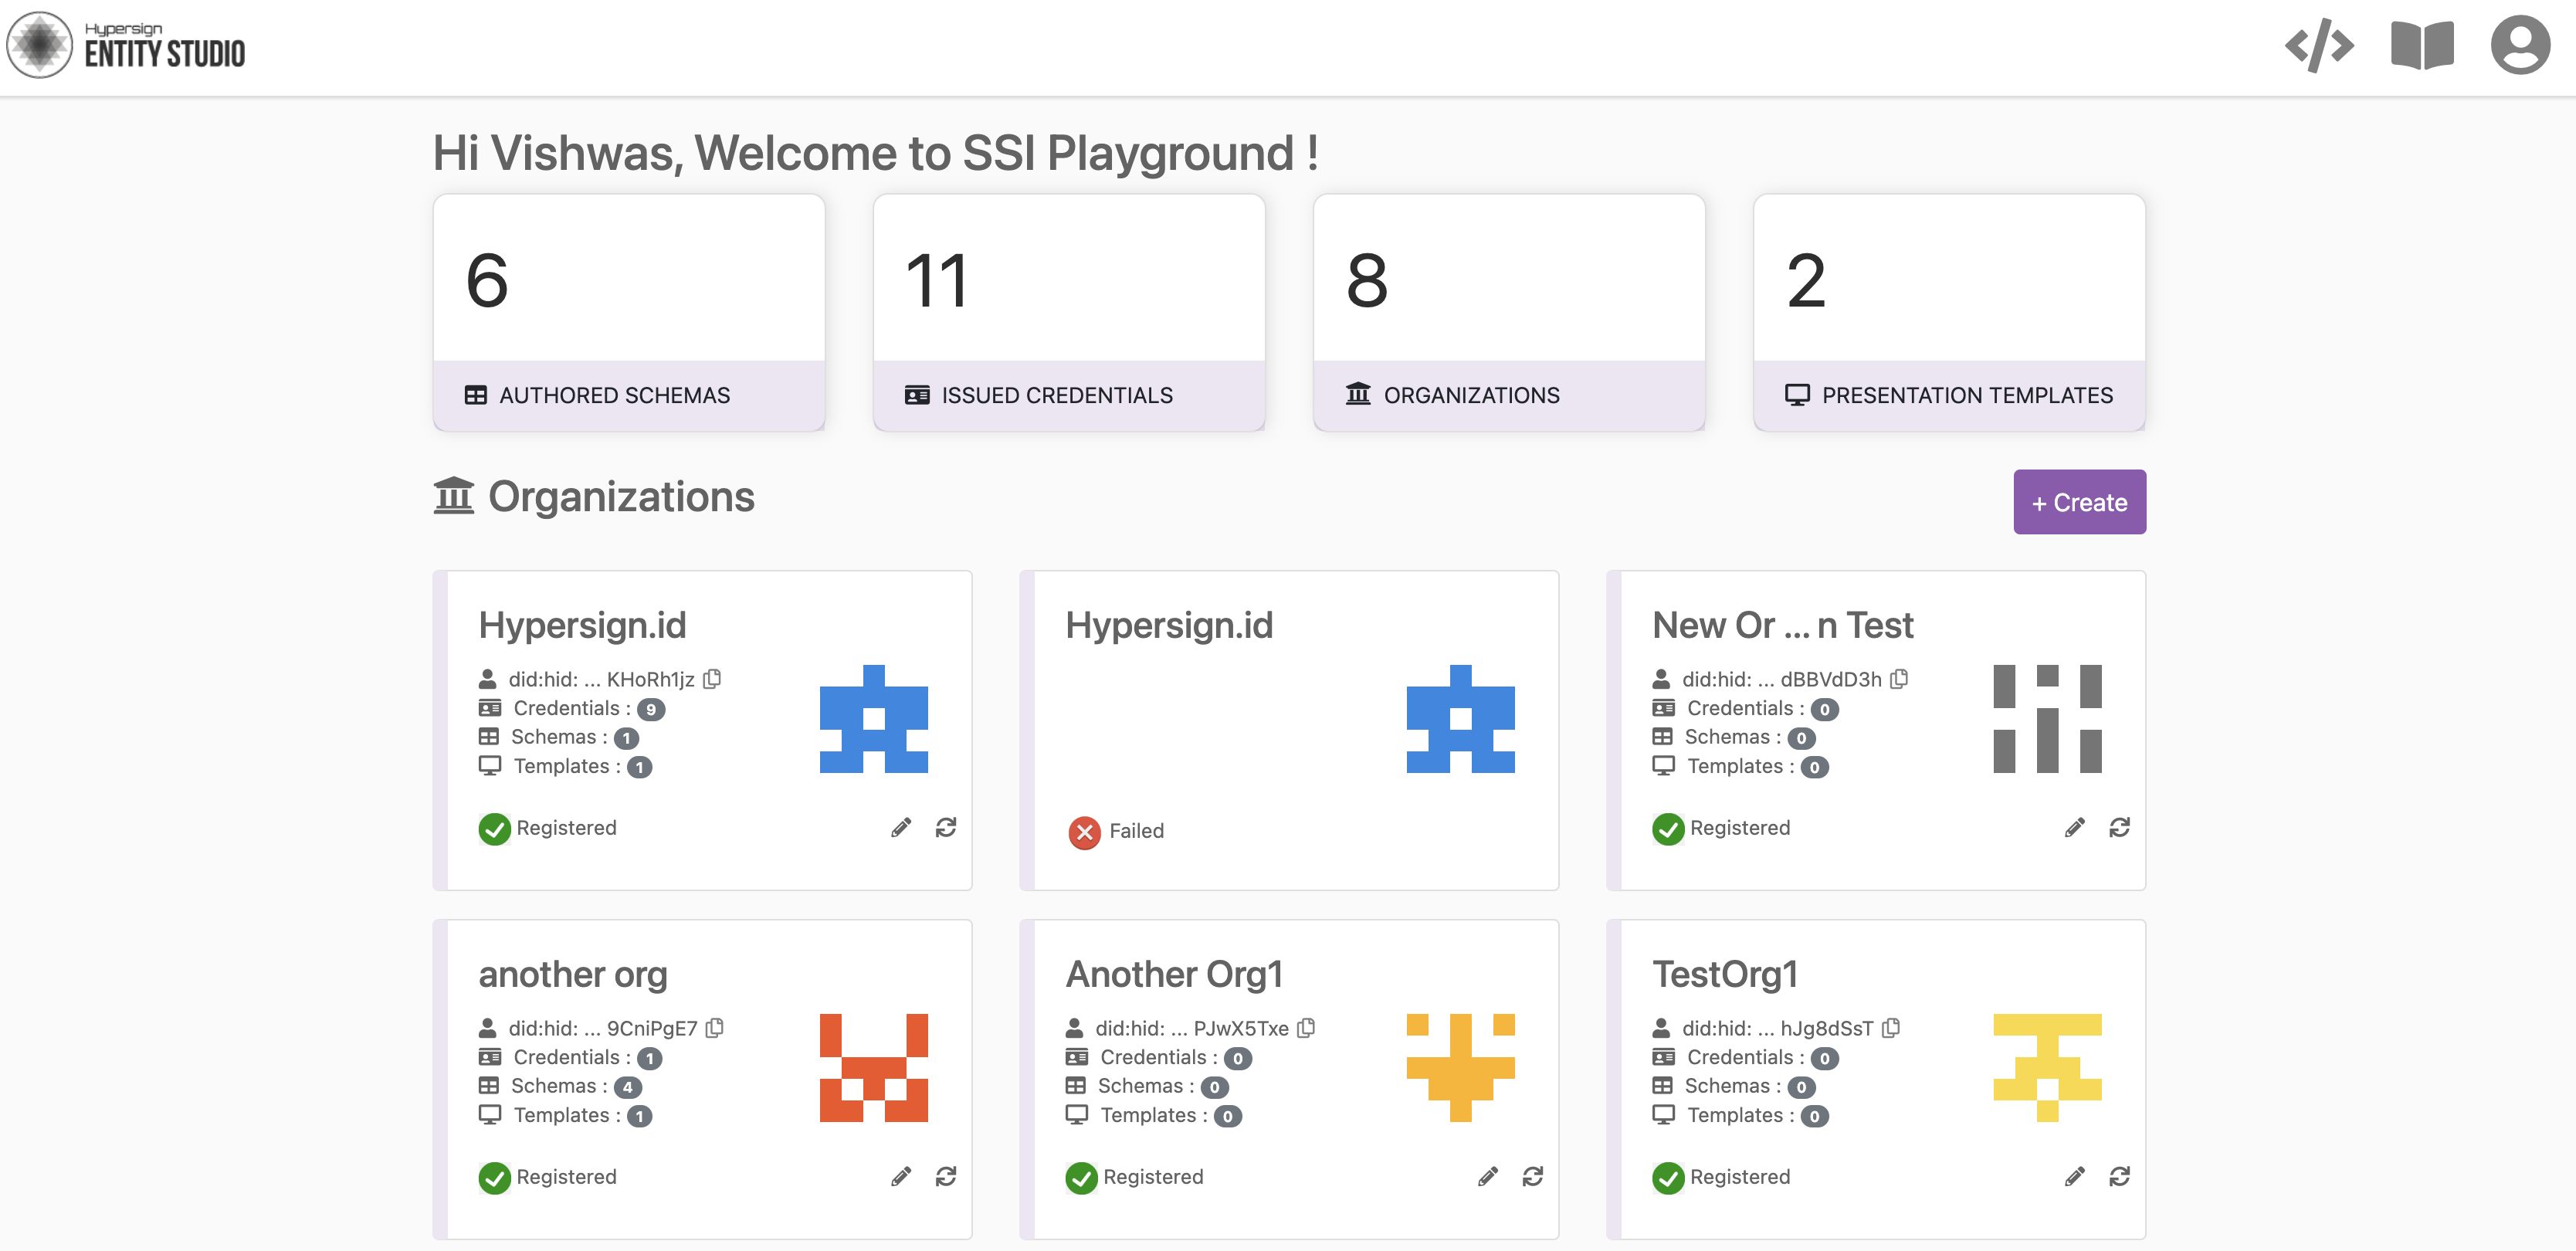 Hypersign
ENTITY STUDIO
Hi Vishwas, Welcome to SSI Playground !
6
AUTHORED SCHEMAS
11
ISSUED CREDENTIALS
8
ORGANIZATIONS
2
PRESENTATION TEMPLATES
Organizations
+ Create
Hypersign.id
did:hid: ... KHoRh1jz
Credentials : 9
Schemas : 1
Templates : 1
Registered
Hypersign.id
Failed
New Or ... n Test
did:hid: ... dBBVdD3h
Credentials : 0
Schemas : 0
Templates : 0
Registered
another org
did:hid: ... 9CniPgE7
Credentials : 1
Schemas : 4
Templates : 1
Registered
Another Org1
did:hid: ... PJwX5Txe
Credentials : 0
Schemas : 0
Templates : 0
Registered
TestOrg1
did:hid: ... hJg8dSsT
Credentials : 0
Schemas : 0
Templates : 0
Registered